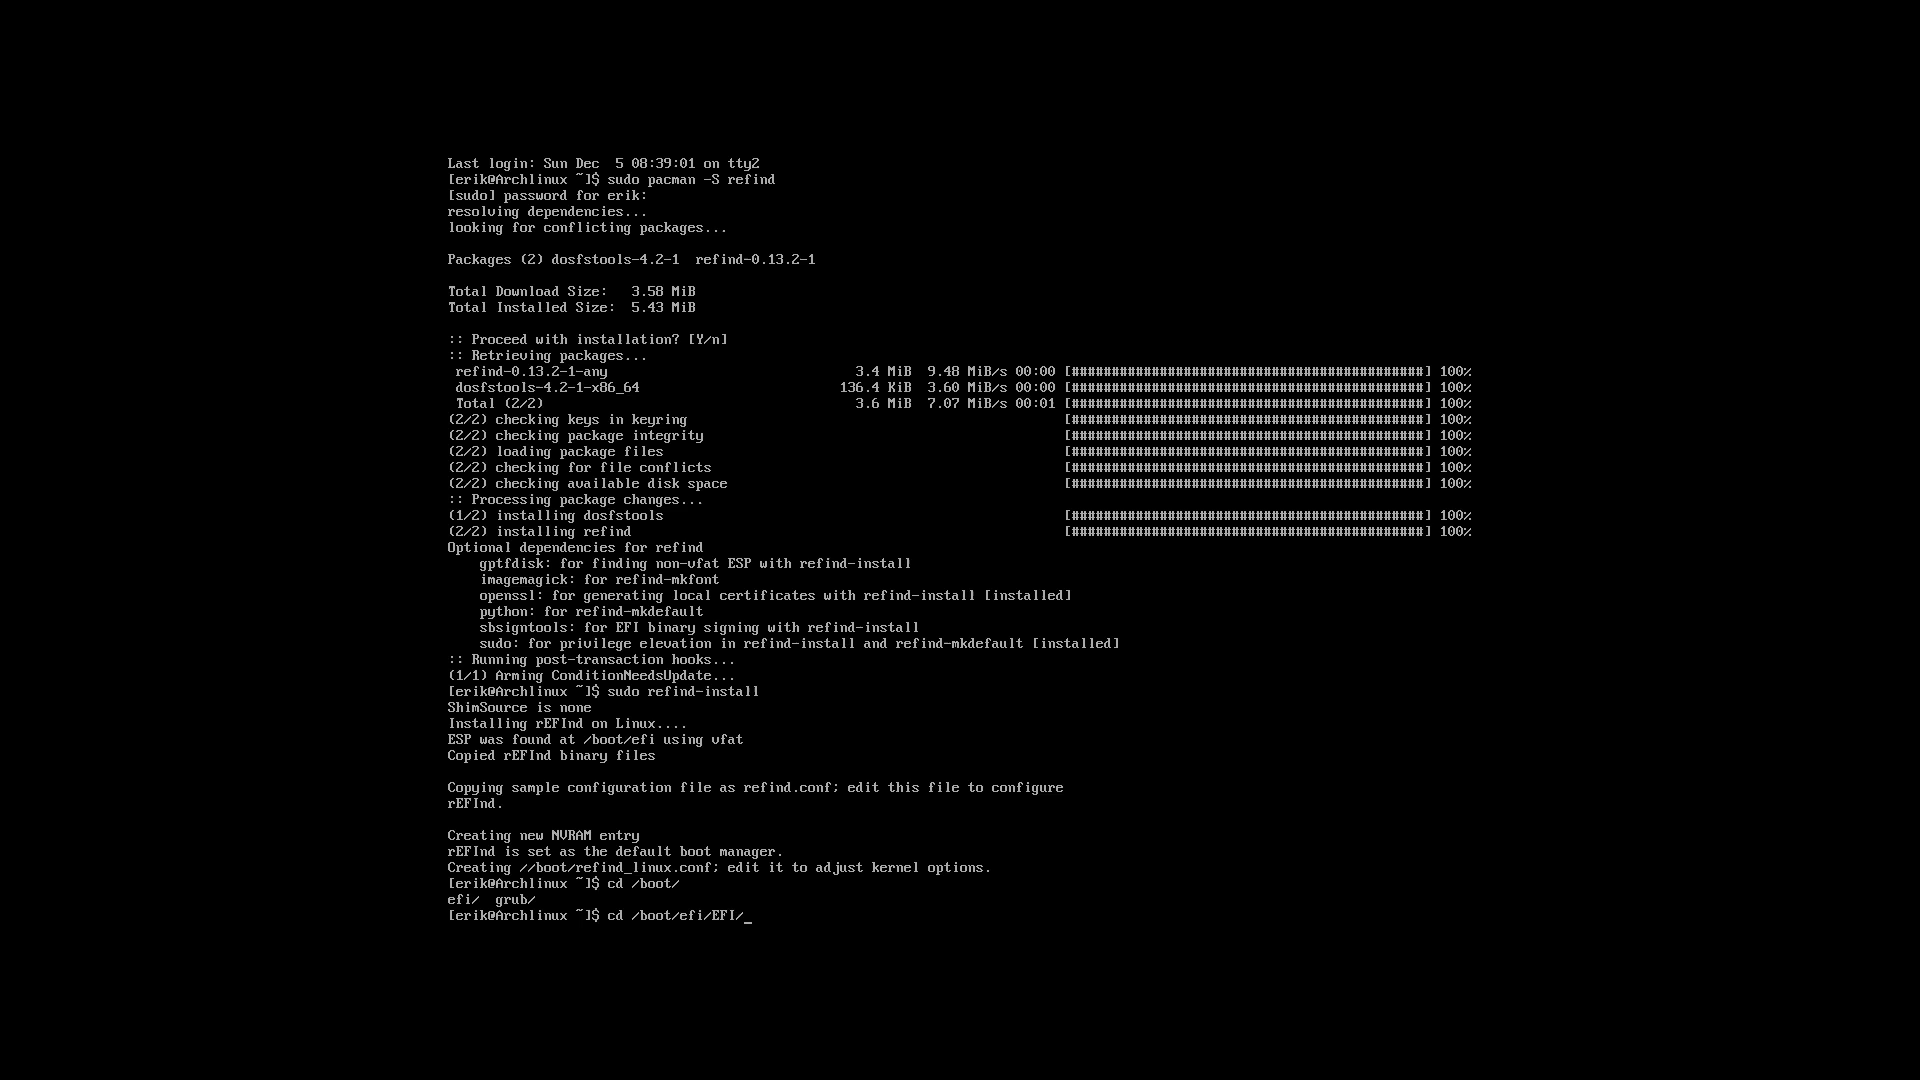 Last login: Sun Dec  5 08:39:01 on tty2
[erik@Archlinux ~]$ sudo pacman -S refind
[sudo] password for erik:
resolving dependencies...
looking for conflicting packages...
Packages (2) dosfstools-4.2-1  refind-0.13.2-1
Total Download Size:   3.58 MiB
Total Installed Size:  5.43 MiB
:: Proceed with installation? [Y/n]
:: Retrieving packages...
 refind-0.13.2-1-any                               3.4 MiB  9.48 MiB/s 00:00 [############################################] 100%
 dosfstools-4.2-1-x86_64                         136.4 KiB  3.60 MiB/s 00:00 [############################################] 100%
 Total (2/2)                                       3.6 MiB  7.07 MiB/s 00:01 [############################################] 100%
(2/2) checking keys in keyring                                               [############################################] 100%
(2/2) checking package integrity                                             [############################################] 100%
(2/2) loading package files                                                  [############################################] 100%
(2/2) checking for file conflicts                                            [############################################] 100%
(2/2) checking available disk space                                          [############################################] 100%
:: Processing package changes...
(1/2) installing dosfstools                                                  [############################################] 100%
(2/2) installing refind                                                      [############################################] 100%
Optional dependencies for refind
    gptfdisk: for finding non-vfat ESP with refind-install
    imagemagick: for refind-mkfont
    openssl: for generating local certificates with refind-install [installed]
    python: for refind-mkdefault
    sbsigntools: for EFI binary signing with refind-install
    sudo: for privilege elevation in refind-install and refind-mkdefault [installed]
:: Running post-transaction hooks...
(1/1) Arming ConditionNeedsUpdate...
[erik@Archlinux ~]$ sudo refind-install
ShimSource is none
Installing rEFInd on Linux....
ESP was found at /boot/efi using vfat
Copied rEFInd binary files
Copying sample configuration file as refind.conf; edit this file to configure
rEFInd.
Creating new NVRAM entry
rEFInd is set as the default boot manager.
Creating //boot/refind_linux.conf; edit it to adjust kernel options.
[erik@Archlinux ~]$ cd /boot/
efi/  grub/
[erik@Archlinux ~]$ cd /boot/efi/EFI/_